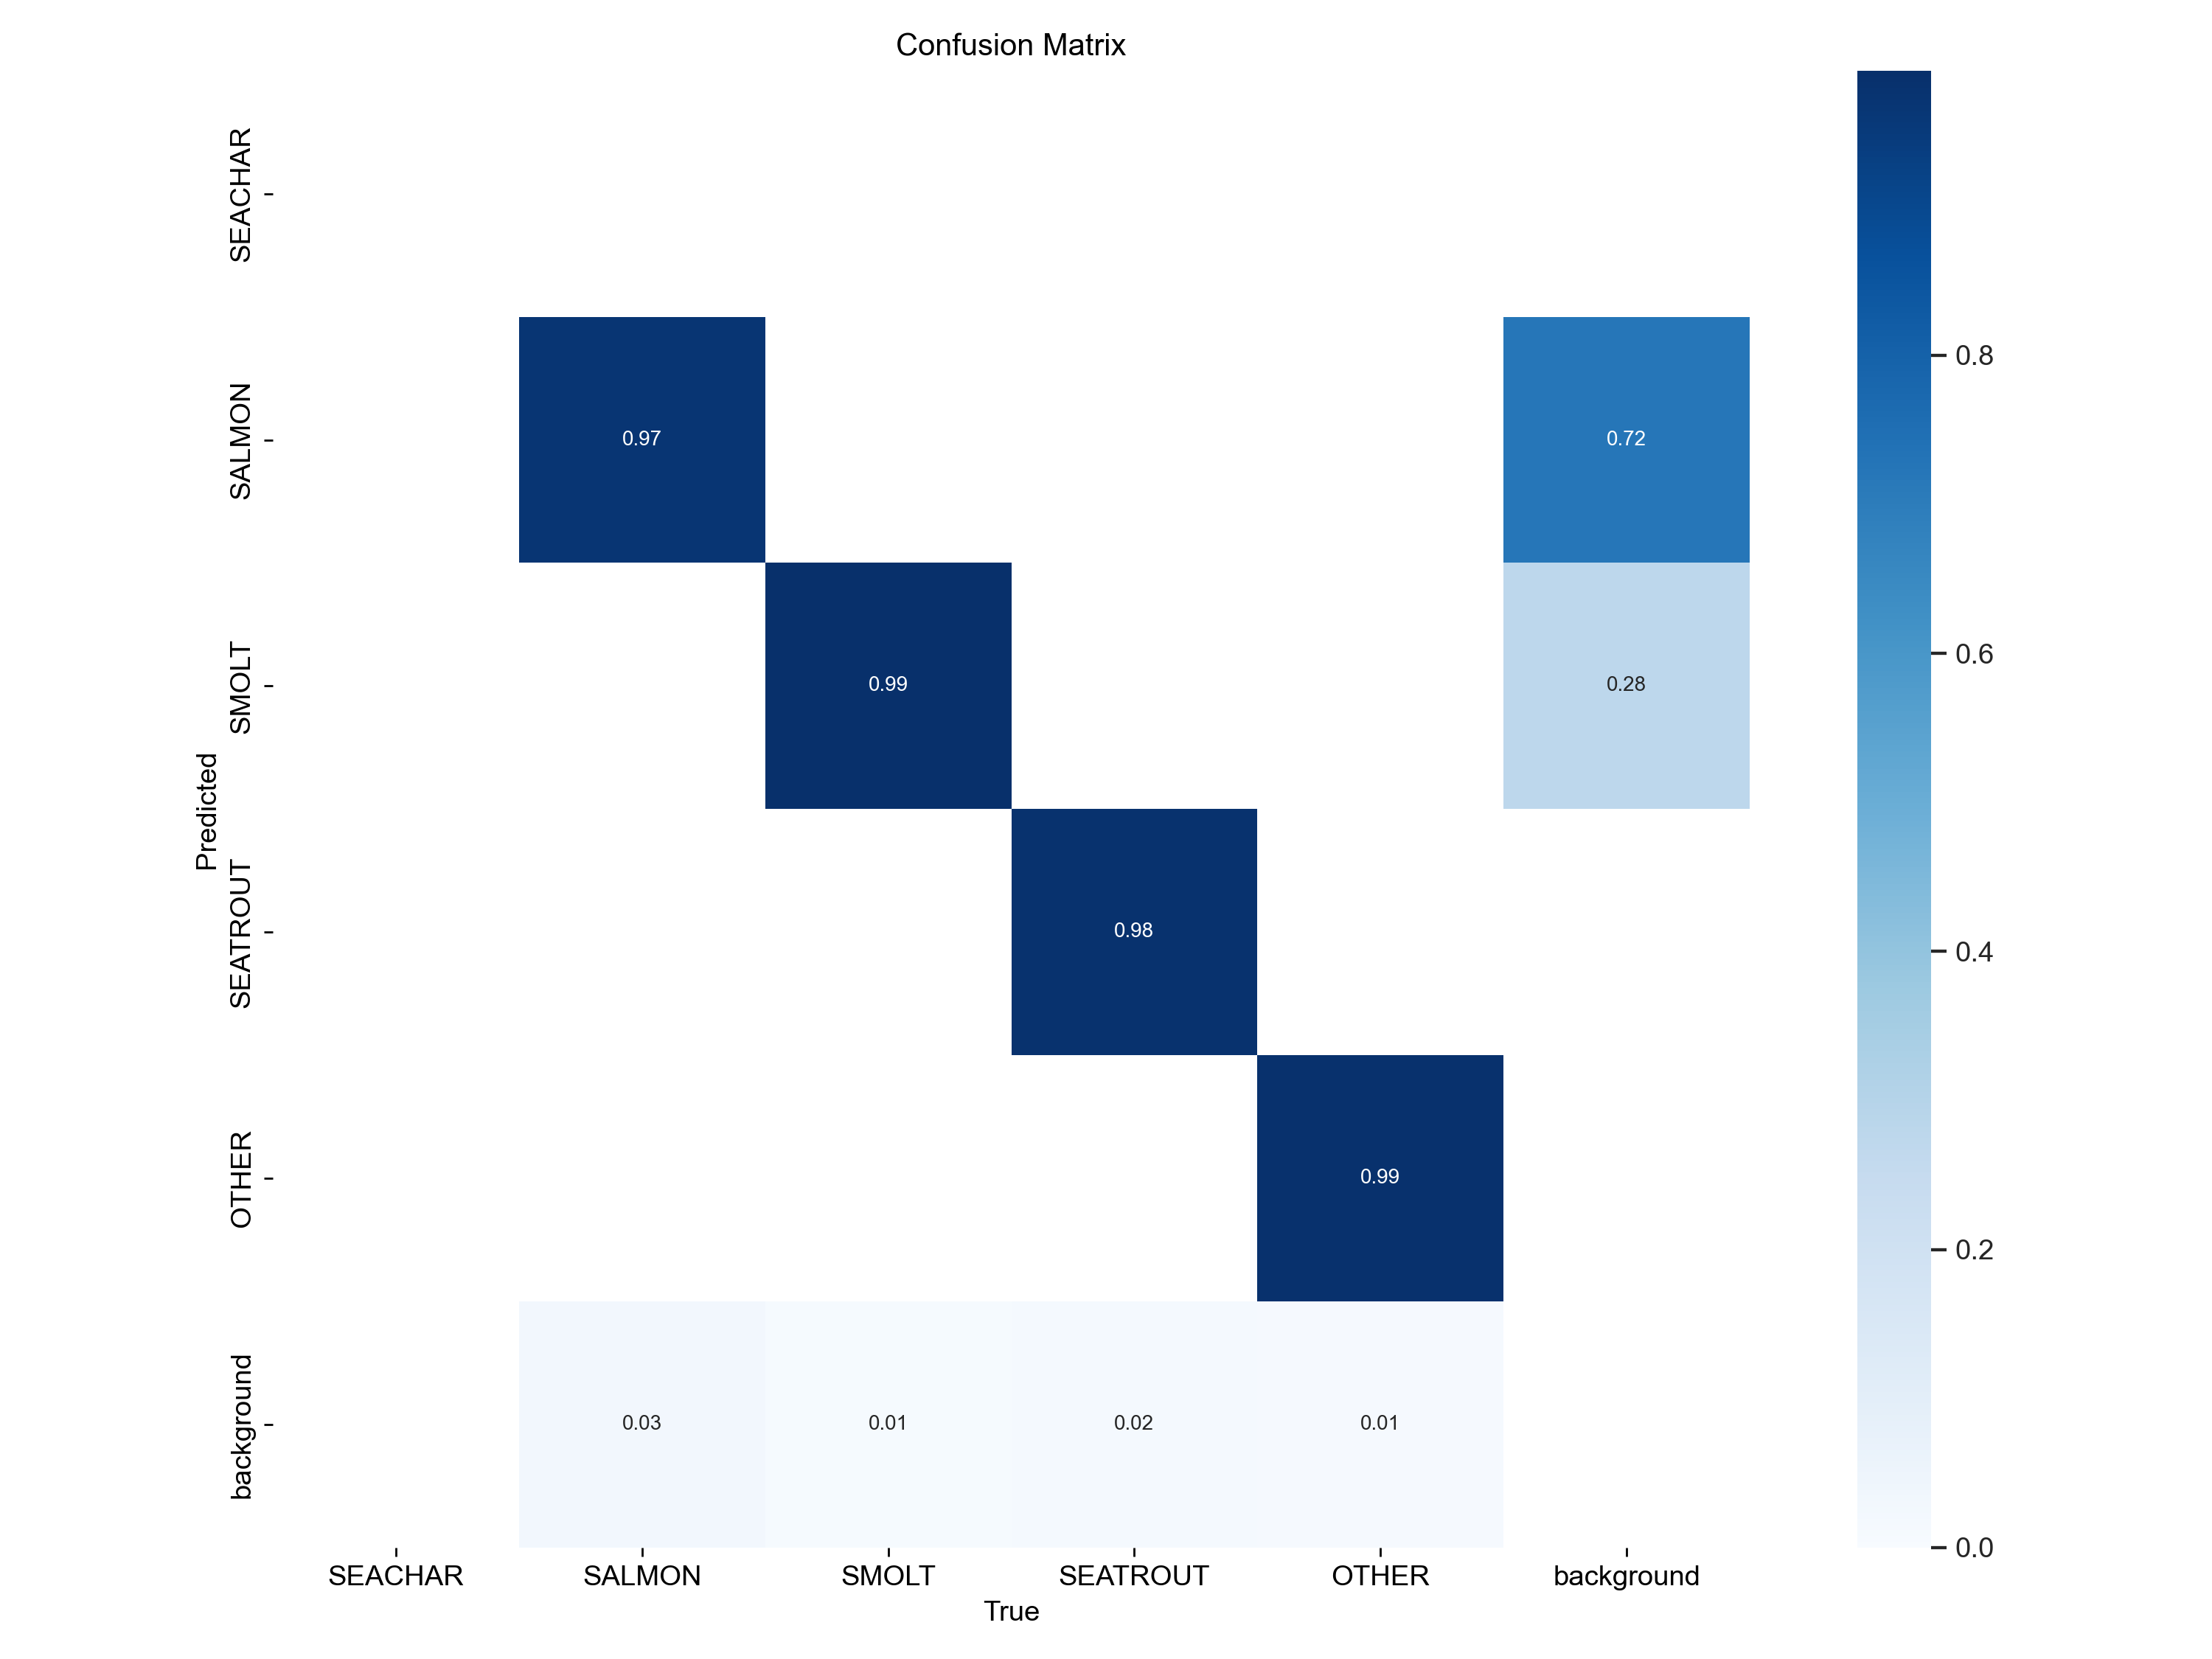 Confusion Matrix
SEACHAR
SALMON
SMOLT
SEATROUT
OTHER
background
Predicted
0.97
0.72
0.99
0.28
0.98
0.99
0.03 0.01 0.02 0.01
SEACHAR SALMON SMOLT SEATROUT OTHER background
True
0.8
0.6
0.4
0.2
0.0